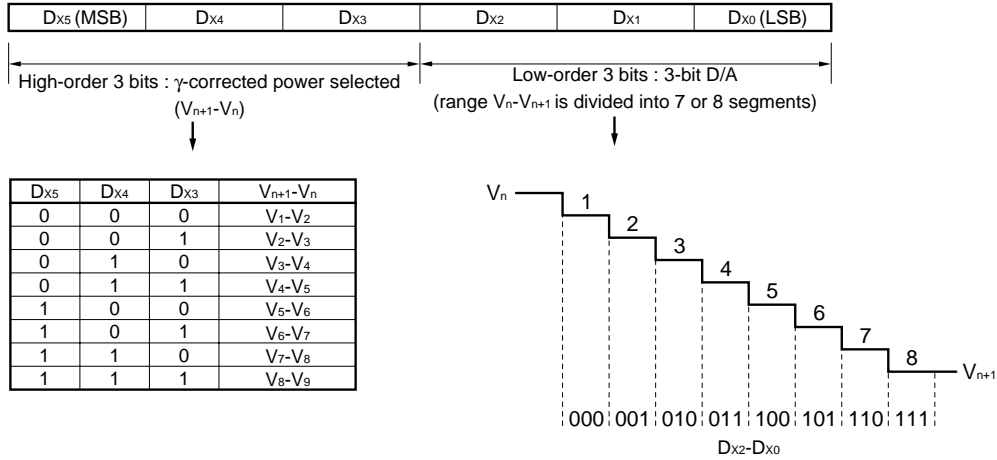 DX5 (MSB) DX4 DX3 DX2 DX1 DX0 (LSB)
High-order 3 bits : γ-corrected power selected
(Vn+1-Vn)
Low-order 3 bits : 3-bit D/A
(range Vn-Vn+1 is divided into 7 or 8 segments)
DX5 DX4 DX3 Vn+1-Vn
0 0 0 V1-V2
0 0 1 V2-V3
0 1 0 V3-V4
0 1 1 V4-V5
1 0 0 V5-V6
1 0 1 V6-V7
1 1 0 V7-V8
1 1 1 V8-V9
Vn
1
2
3
4
5
6
7
8
Vn+1
000 001 010 011 100 101 110 111
DX2-DX0